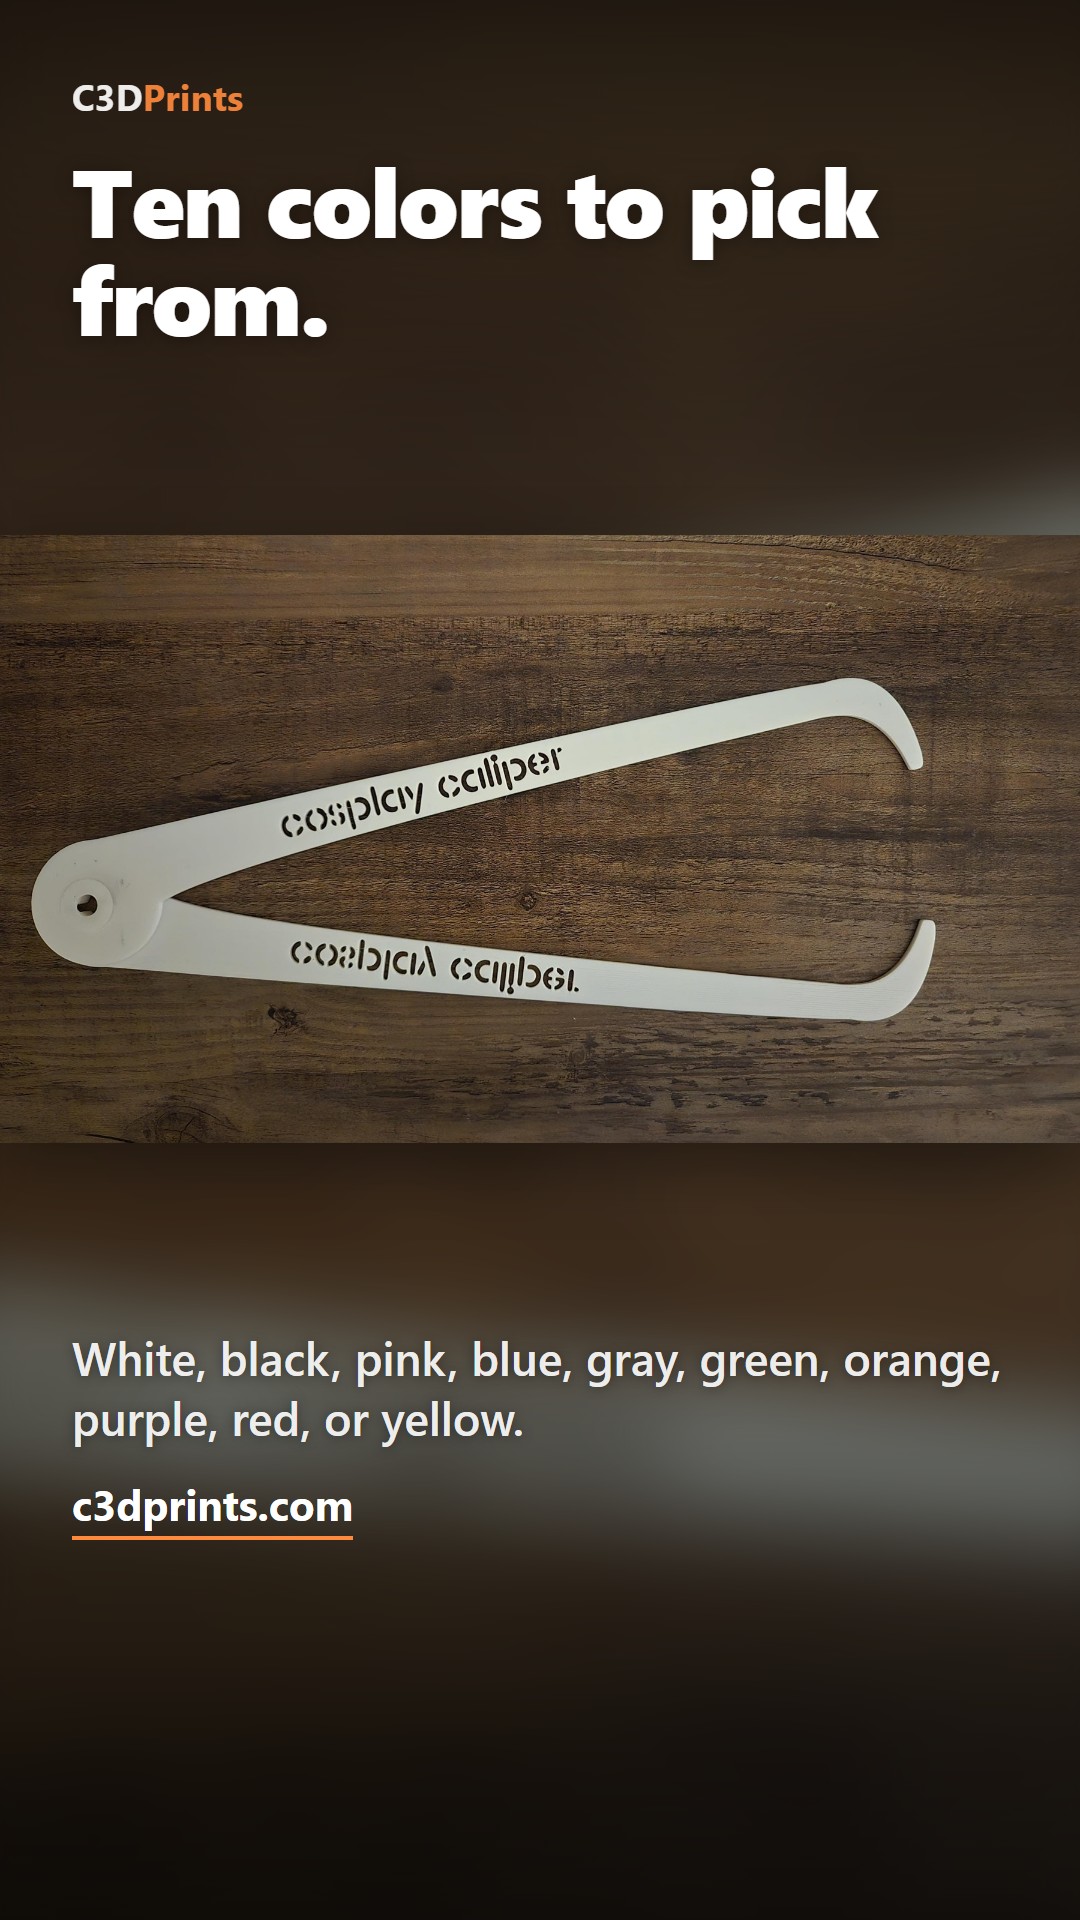 C3DPrints
Ten colors to pick
from.
cosplay caliper
cosplay caliper
White, black, pink, blue, gray, green, orange,
purple, red, or yellow.
c3dprints.com